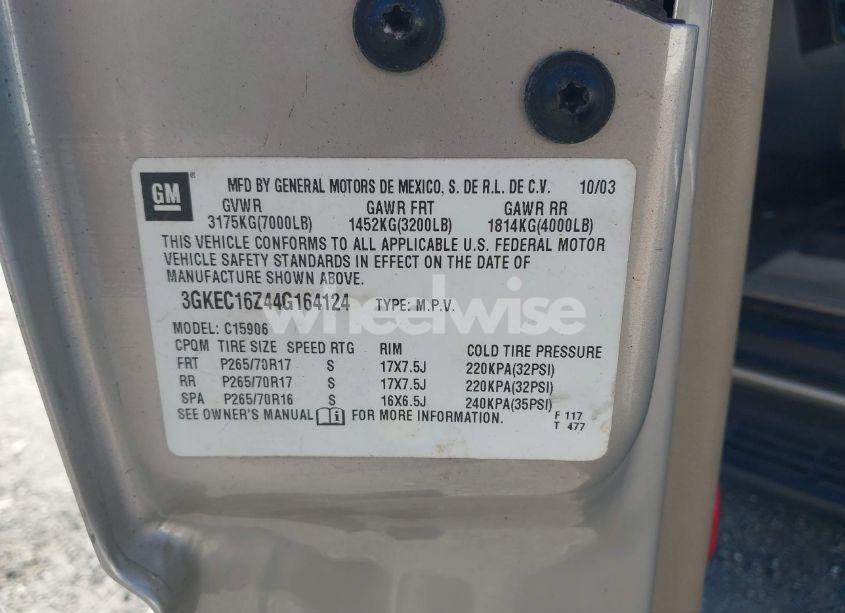 GM
MFD BY GENERAL MOTORS DE MEXICO, S. DE R.L. DE C.V. 10/03
GVWR GAWR FRT GAWR RR
3175KG(7000LB) 1452KG(3200LB) 1814KG(4000LB)
THIS VEHICLE CONFORMS TO ALL APPLICABLE U.S. FEDERAL MOTOR
VEHICLE SAFETY STANDARDS IN EFFECT ON THE DATE OF
MANUFACTURE SHOWN ABOVE.
3GKEC16Z44G164124 TYPE: M.P.V.
wheelwise
MODEL: C15906
CPQM TIRE SIZE SPEED RTG RIM COLD TIRE PRESSURE
FRT P265/70R17 S 17X7.5J 220KPA(32PSI)
RR P265/70R17 S 17X7.5J 220KPA(32PSI)
SPA P265/70R16 S 16X6.5J 240KPA(35PSI)
SEE OWNER'S MANUAL i FOR MORE INFORMATION. F 117
T 477